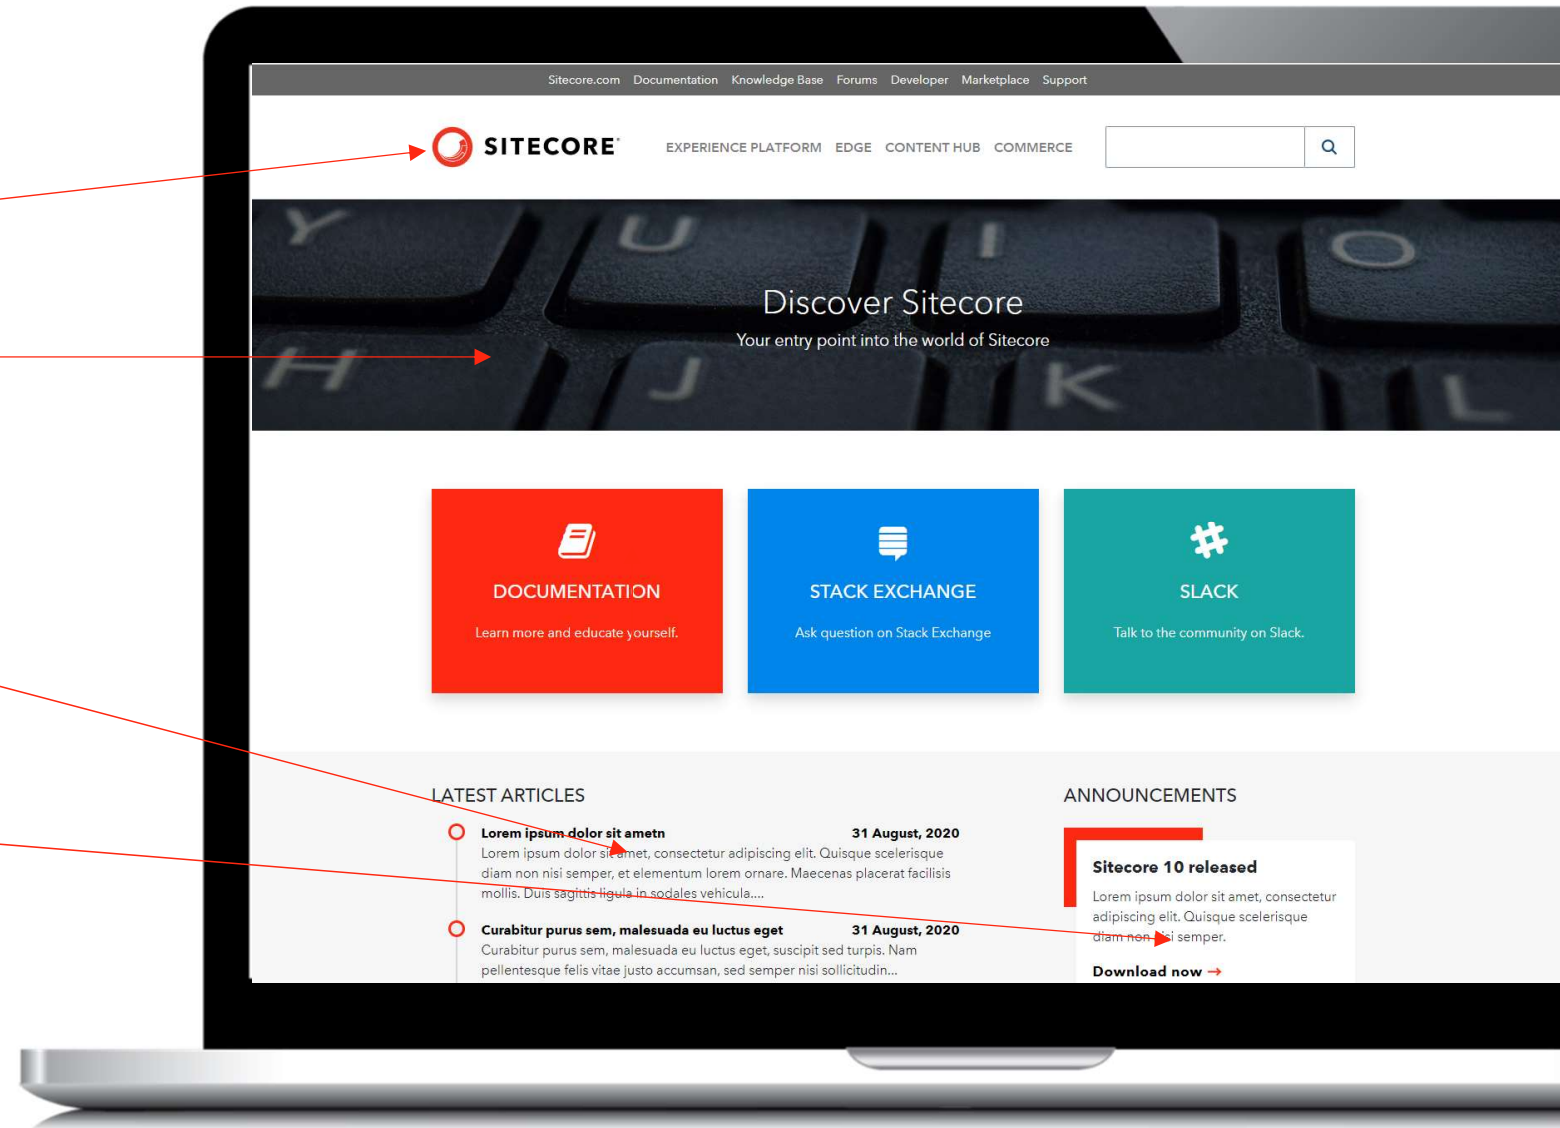 Sitecore.com Documentation Knowledge Base Forums Developer Marketplace Support
SITECORE® EXPERIENCE PLATFORM EDGE CONTENT HUB COMMERCE
Y U I O
Discover Sitecore
Your entry point into the world of Sitecore
H J K L
DOCUMENTATION
Learn more and educate yourself.
STACK EXCHANGE
Ask question on Stack Exchange
SLACK
Talk to the community on Slack.
LATEST ARTICLES
Lorem ipsum dolor sit ametn 31 August, 2020
Lorem ipsum dolor sit amet, consectetur adipiscing elit. Quisque scelerisque
diam non nisi semper, et elementum lorem ornare. Maecenas placerat facilisis
mollis. Duis sagittis ligula in sodales vehicula....
Curabitur purus sem, malesuada eu luctus eget 31 August, 2020
Curabitur purus sem, malesuada eu luctus eget, suscipit sed turpis. Nam
pellentesque felis vitae justo accumsan, sed semper nisi sollicitudin...
ANNOUNCEMENTS
Sitecore 10 released
Lorem ipsum dolor sit amet, consectetur
adipiscing elit. Quisque scelerisque
diam non nisi semper.
Download now →